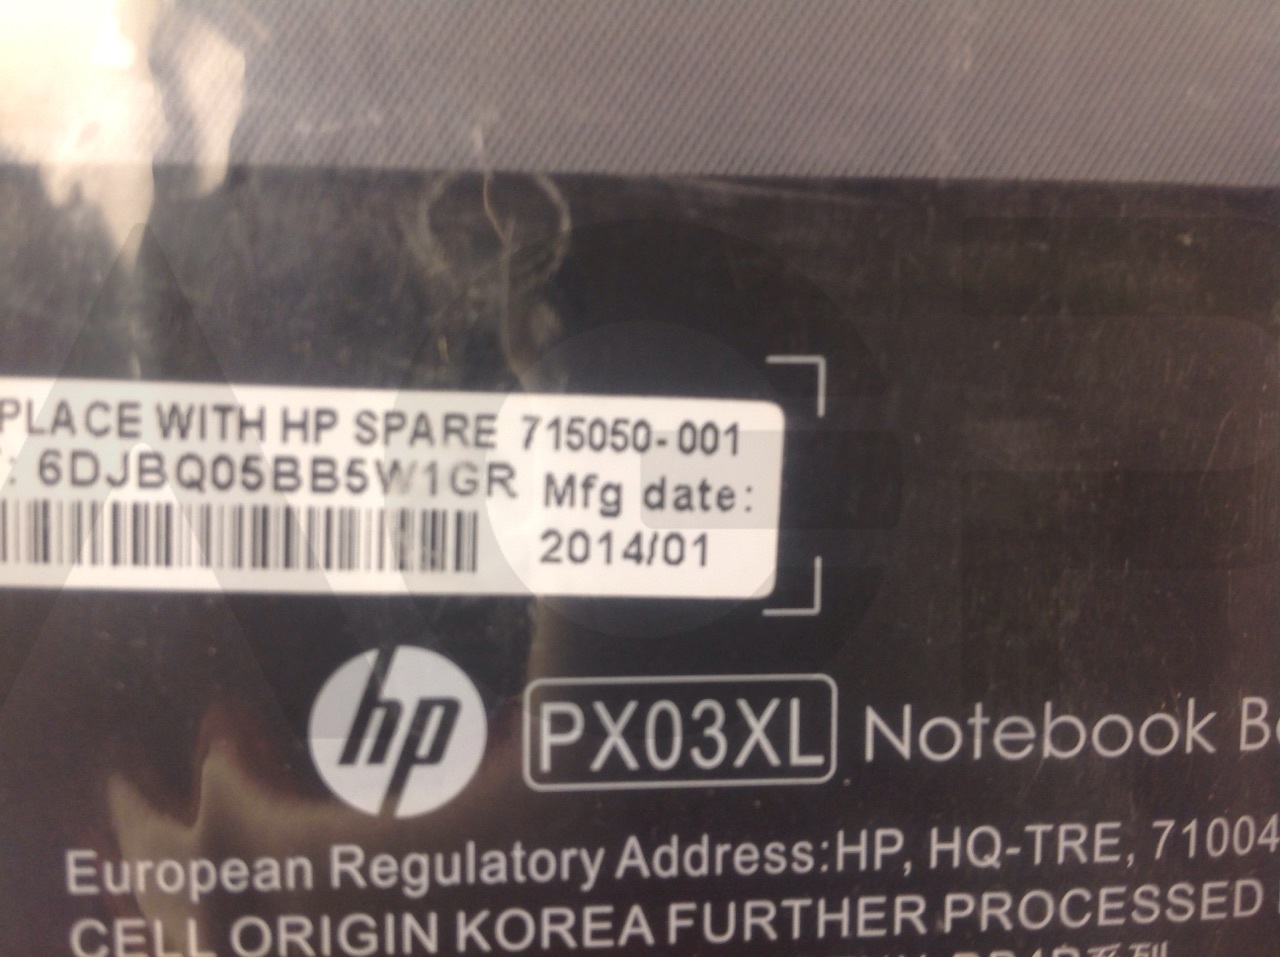 PLACE WITH HP SPARE 715050-001
: 6DJBQ05BB5W1GR Mfg date:
2014/01
hp PX03XL Notebook
European Regulatory Address:HP, HQ-TRE, 71004
CELL ORIGIN KOREA FURTHER PROCESSED